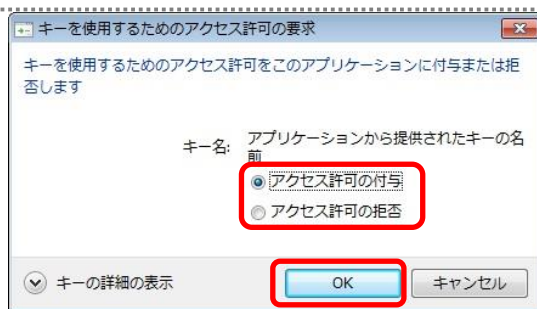 キーを使用するためのアクセス許可の要求
キーを使用するためのアクセス許可をこのアプリケーションに付与または拒
否します
キー名: アプリケーションから提供されたキーの名
前
アクセス許可の付与
アクセス許可の拒否
キーの詳細の表示 OK キャンセル